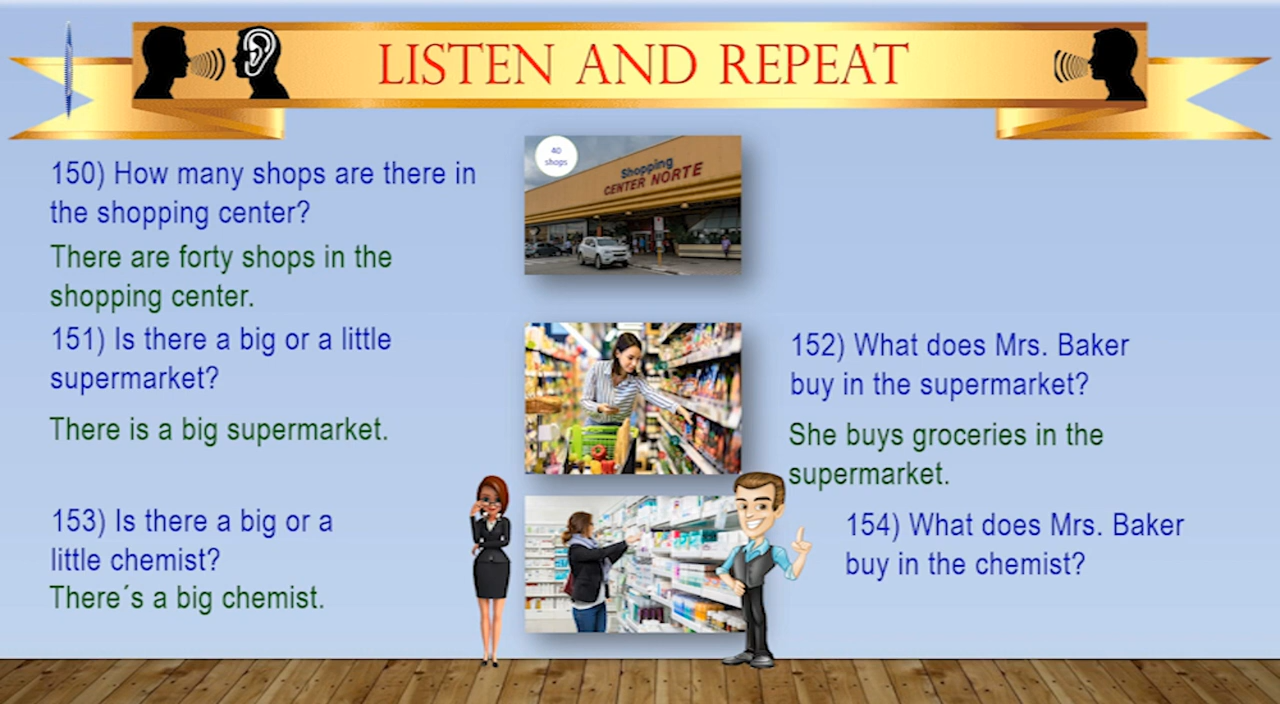 LISTEN AND REPEAT
40
shops
Shopping
CENTER NORTE
150) How many shops are there in
the shopping center?
There are forty shops in the
shopping center.
151) Is there a big or a little
supermarket?
There is a big supermarket.
152) What does Mrs. Baker
buy in the supermarket?
She buys groceries in the
supermarket.
153) Is there a big or a
little chemist?
There´s a big chemist.
154) What does Mrs. Baker
buy in the chemist?